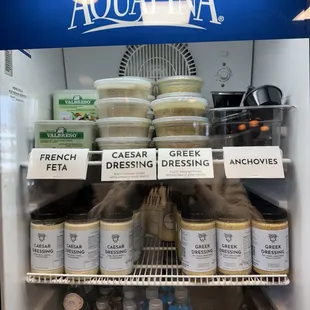 AQUAFINA
VALBRESO
VALBRESO
FRENCH
FETA
CAESAR
DRESSING
GREEK
DRESSING
ANCHOVIES
CAESAR
DRESSING
CAESAR
DRESSING
CAESAR
DRESSING
GREEK
DRESSING
GREEK
DRESSING
GREEK
DRESSING